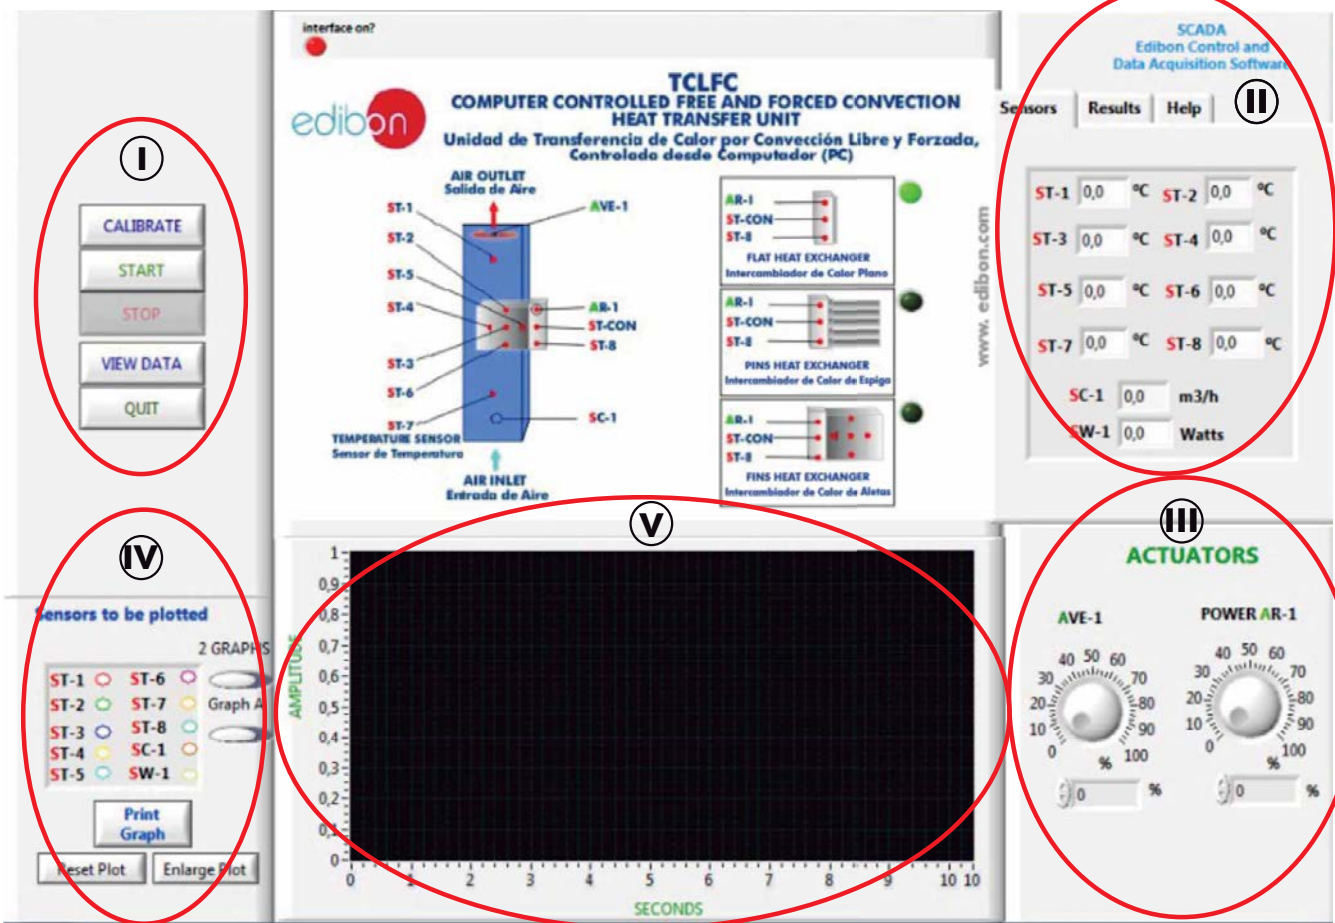 interface on?
edibon
TCLFC
COMPUTER CONTROLLED FREE AND FORCED CONVECTION
HEAT TRANSFER UNIT
Unidad de Transferencia de Calor por Convección Libre y Forzada,
Controlada desde Computador (PC)
I
CALIBRATE
START
STOP
VIEW DATA
QUIT
AIR OUTLET
Salida de Aire
ST-1
AVE-1
ST-2
ST-5
ST-4
AR-1
ST-CON
ST-8
ST-3
ST-6
SC-1
ST-7
TEMPERATURE SENSOR
Sensor de Temperatura
AIR INLET
Entrada de Aire
AR-1
ST-CON
ST-8
FLAT HEAT EXCHANGER
Intercambiador de Calor Plano
AR-1
ST-CON
ST-8
PINS HEAT EXCHANGER
Intercambiador de Calor de Espiga
AR-1
ST-CON
ST-8
FINS HEAT EXCHANGER
Intercambiador de Calor de Aletas
www. edibon.com
SCADA
Edibon Control and
Data Acquisition Software
II
Sensors Results Help
ST-1 0,0 ºC ST-2 0,0 ºC
ST-3 0,0 ºC ST-4 0,0 ºC
ST-5 0,0 ºC ST-6 0,0 ºC
ST-7 0,0 ºC ST-8 0,0 ºC
SC-1 0,0 m3/h
SW-1 0,0 Watts
IV
Sensors to be plotted
2 GRAPHS
ST-1 ST-6
ST-2 ST-7 Graph A
ST-3 ST-8
ST-4 SC-1
ST-5 SW-1
Print
Graph
Reset Plot Enlarge Plot
V
AMPLITUDE
1
0,9
0,8
0,7
0,6
0,5
0,4
0,3
0,2
0,1
0
0 1 2 3 4 5 6 7 8 9 10 10
SECONDS
III
ACTUATORS
AVE-1
0 10 20 30 40 50 60 70 80 90 100
%
0 %
POWER AR-1
0 10 20 30 40 50 60 70 80 90 100
%
0 %